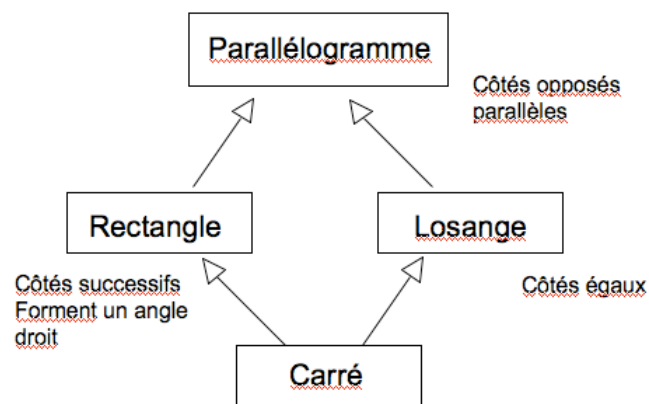 Parallélogramme
Côtés opposés
parallèles
Rectangle
Losange
Côtés successifs
Forment un angle
droit
Côtés égaux
Carré